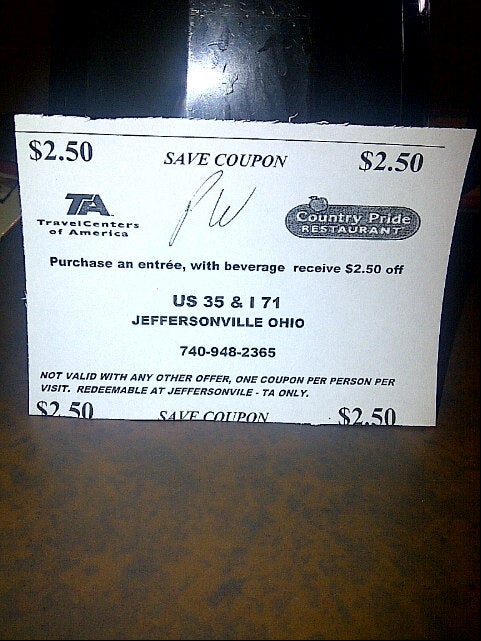 $2.50 SAVE COUPON $2.50
PW
TA
TravelCenters
of America
Country Pride
RESTAURANT
Purchase an entrée, with beverage receive $2.50 off
US 35 & I 71
JEFFERSONVILLE OHIO
740-948-2365
NOT VALID WITH ANY OTHER OFFER, ONE COUPON PER PERSON PER
VISIT. REDEEMABLE AT JEFFERSONVILE - TA ONLY.
$2.50 SAVE COUPON $2.50